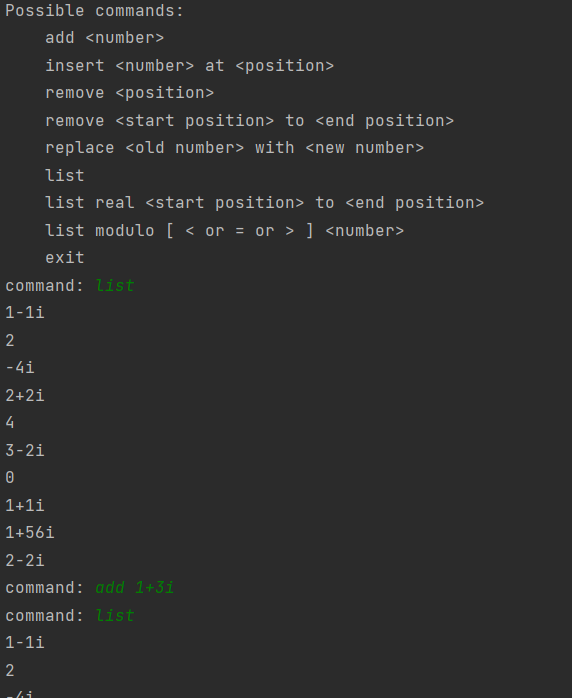 Possible commands:
add <number>
insert <number> at <position>
remove <position>
remove <start position> to <end position>
replace <old number> with <new number>
list
list real <start position> to <end position>
list modulo [ < or = or > ] <number>
exit
command: list
1-1i
2
-4i
2+2i
4
3-2i
0
1+1i
1+56i
2-2i
command: add 1+3i
command: list
1-1i
2
-4i